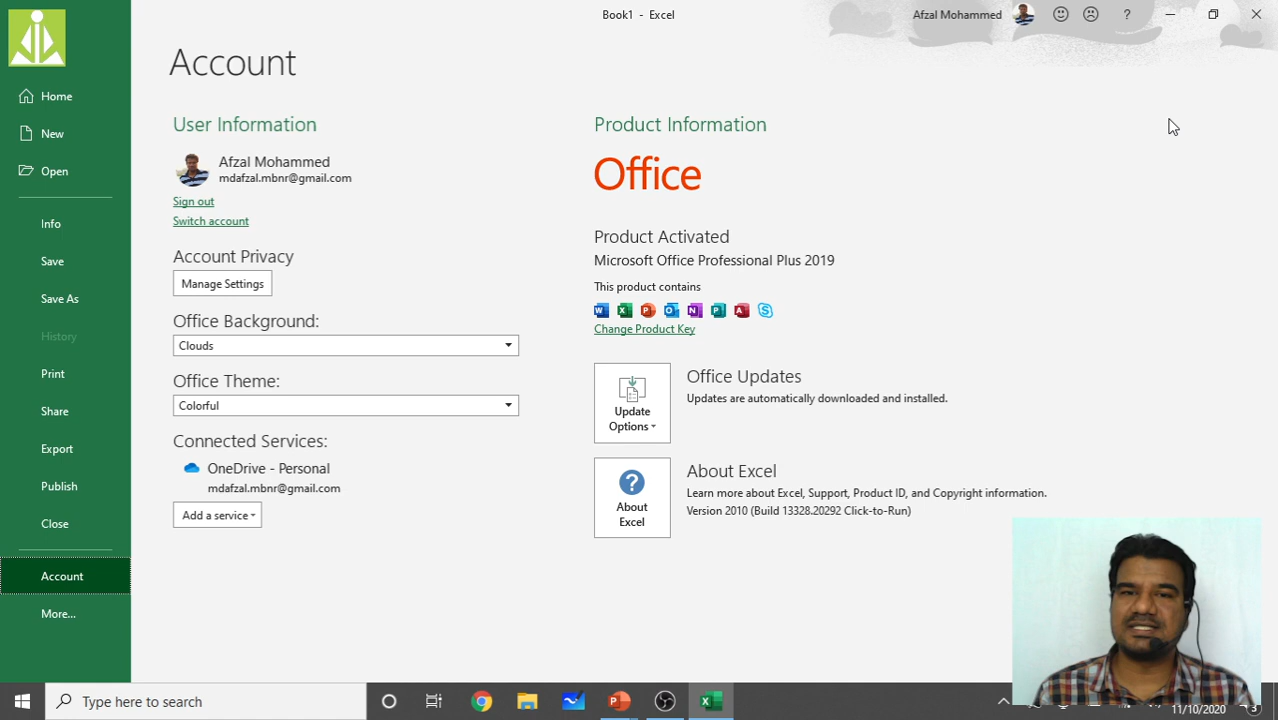 Book1 - Excel
Afzal Mohammed
?
Account
Home
New
Open
Info
Save
Save As
History
Print
Share
Export
Publish
Close
Account
More...
User Information
Afzal Mohammed
mdafzal.mbnr@gmail.com
Sign out
Switch account
Account Privacy
Manage Settings
Office Background:
Clouds
Office Theme:
Colorful
Connected Services:
OneDrive - Personal
mdafzal.mbnr@gmail.com
Add a service
Product Information
Office
Product Activated
Microsoft Office Professional Plus 2019
This product contains
Change Product Key
Update
Options
Office Updates
Updates are automatically downloaded and installed.
?
About
Excel
About Excel
Learn more about Excel, Support, Product ID, and Copyright information.
Version 2010 (Build 13328.20292 Click-to-Run)
Type here to search
11/10/2020